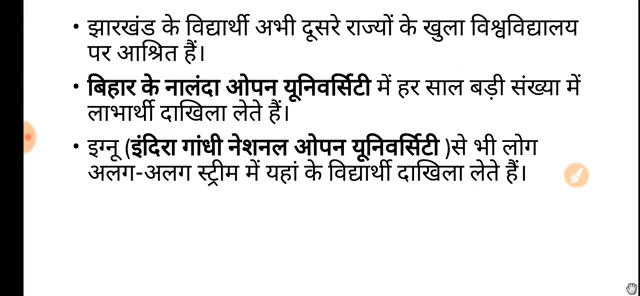 • झारखंड के विद्यार्थी अभी दूसरे राज्यों के खुला विश्वविद्यालय
पर आश्रित हैं।
• बिहार के नालंदा ओपन यूनिवर्सिटी में हर साल बड़ी संख्या में
लाभार्थी दाखिला लेते हैं।
• इग्नू (इंदिरा गांधी नेशनल ओपन यूनिवर्सिटी )से भी लोग
अलग-अलग स्ट्रीम में यहां के विद्यार्थी दाखिला लेते हैं।